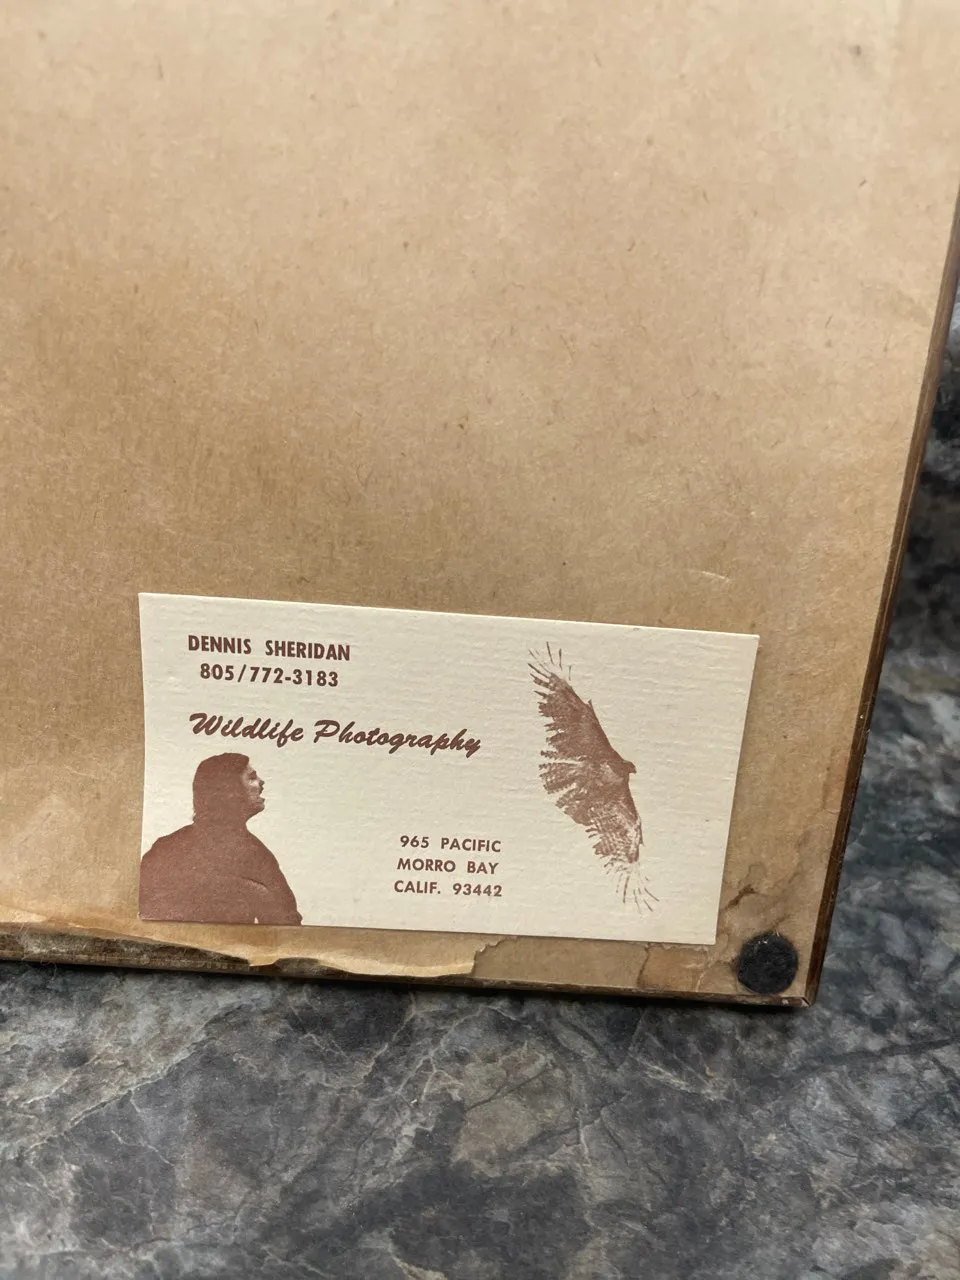 DENNIS SHERIDAN
805/772-3183
Wildlife Photography
965 PACIFIC
MORRO BAY
CALIF. 93442